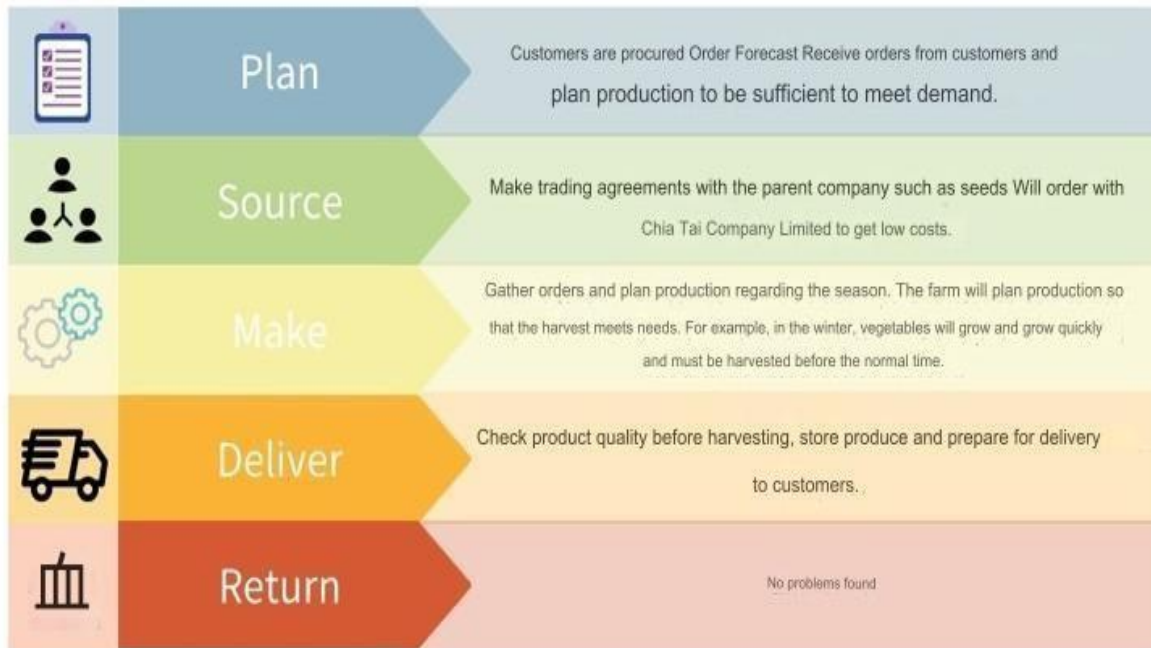 Plan
Customers are procured Order Forecast Receive orders from customers and
plan production to be sufficient to meet demand.
Source
Make trading agreements with the parent company such as seeds Will order with
Chia Tai Company Limited to get low costs.
Make
Gather orders and plan production regarding the season. The farm will plan production so
that the harvest meets needs. For example, in the winter, vegetables will grow and grow quickly
and must be harvested before the normal time.
Deliver
Check product quality before harvesting, store produce and prepare for delivery
to customers.
Return
No problems found